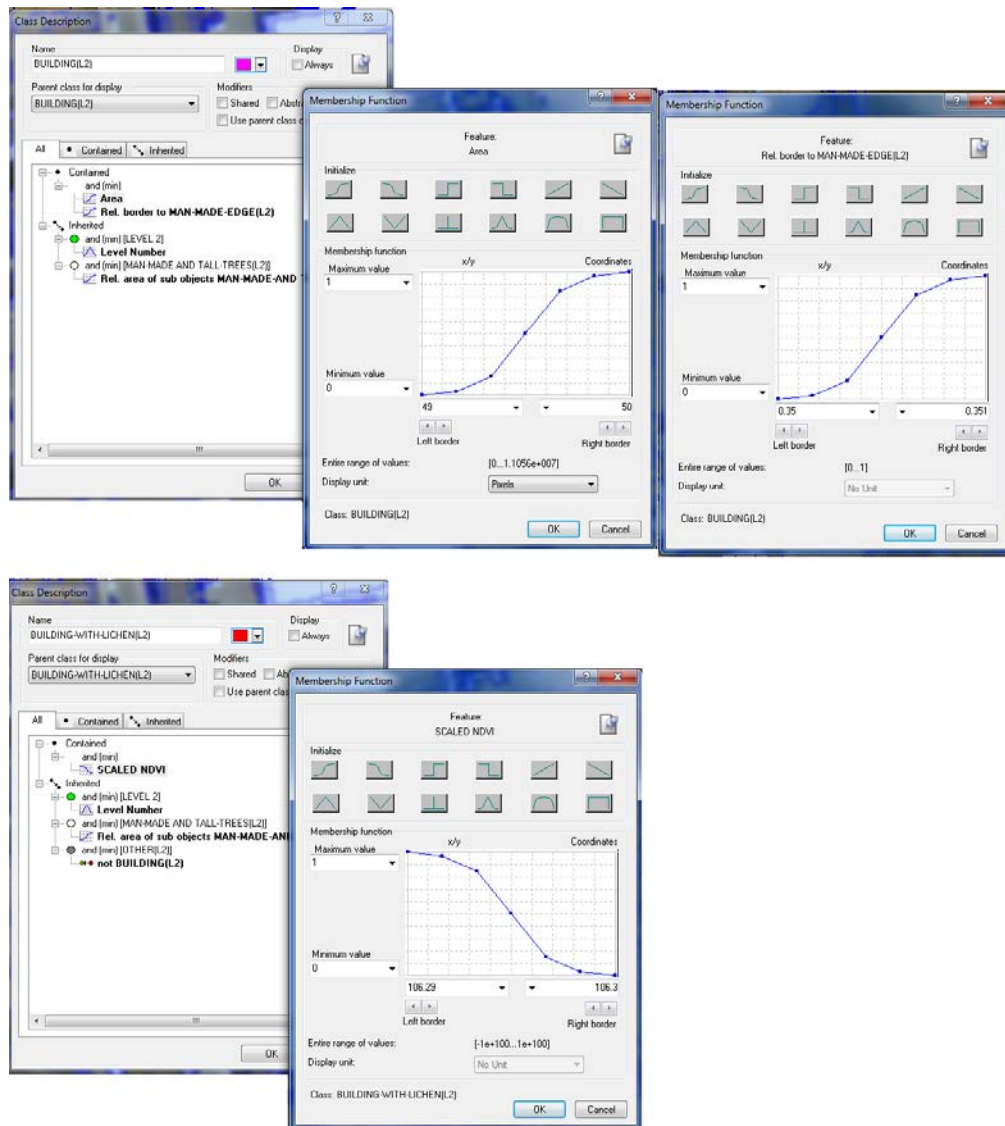 Class Description
Name
BUILDING(L2)
Display
Always
Parent class for display
BUILDING(L2)
Modifiers
Shared
Use parent class
All
Contained
Inherited
Contained
and (min)
Area
Rel. border to MAN-MADE-EDGE(L2)
Inherited
and (min) [LEVEL 2]
Level Number
and (min) [MAN-MADE AND TALL-TREES(L2)]
Rel. area of sub objects MAN-MADE-AND
OK
Membership Function
Feature:
Area
Initialize
Membership function
Maximum value
x/y
Coordinates
1
Minimum value
0
49
50
Left border
Right border
Entire range of values:
[0...1.1056e+007]
Display unit:
Pixels
Class: BUILDING(L2)
OK
Cancel
Membership Function
Feature:
Rel. border to MAN-MADE-EDGE(L2)
Initialize
Membership function
Maximum value
x/y
Coordinates
1
Minimum value
0
0.35
0.351
Left border
Right border
Entire range of values:
[0...1]
Display unit:
No Unit
Class: BUILDING(L2)
OK
Cancel
Class Description
Name
BUILDING-WITH-LICHEN(L2)
Display
Always
Parent class for display
BUILDING-WITH-LICHEN(L2)
Modifiers
Shared
Use parent clas
All
Contained
Inherited
Contained
and (min)
SCALED NDVI
Inherited
and (min) [LEVEL 2]
Level Number
and (min) [MAN-MADE AND TALL-TREES(L2)]
Rel. area of sub objects MAN-MADE-AN
and (min) [OTHER(L2)]
not BUILDING(L2)
OK
Membership Function
Feature:
SCALED NDVI
Initialize
Membership function
Maximum value
x/y
Coordinates
1
Minimum value
0
106.29
106.3
Left border
Right border
Entire range of values:
[-1e+100...1e+100]
Display unit:
No Unit
Class: BUILDING-WITH-LICHEN(L2)
OK
Cancel